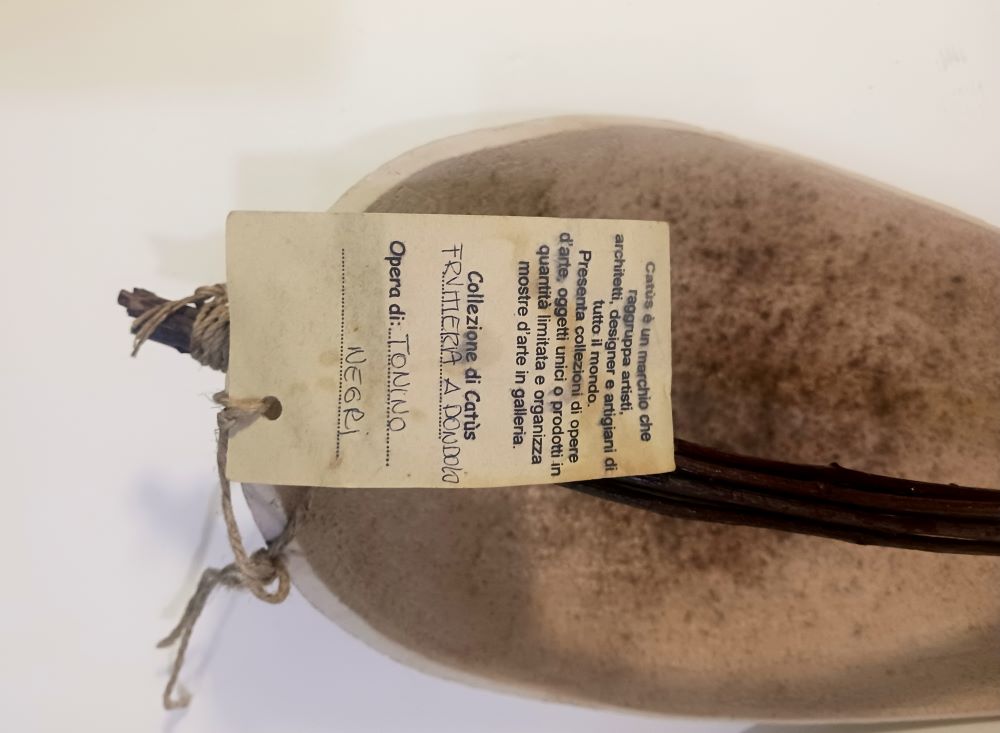 Catùs è un marchio che
raggruppa artisti,
architetti, designer e artigiani di
tutto il mondo.
Presenta collezioni di opere
d'arte, oggetti unici o prodotti in
quantità limitata e organizza
mostre d'arte in galleria.
Collezione di Catùs
FRUTTIERA A DONDOLO
Opera di: TONINO
NEGRI